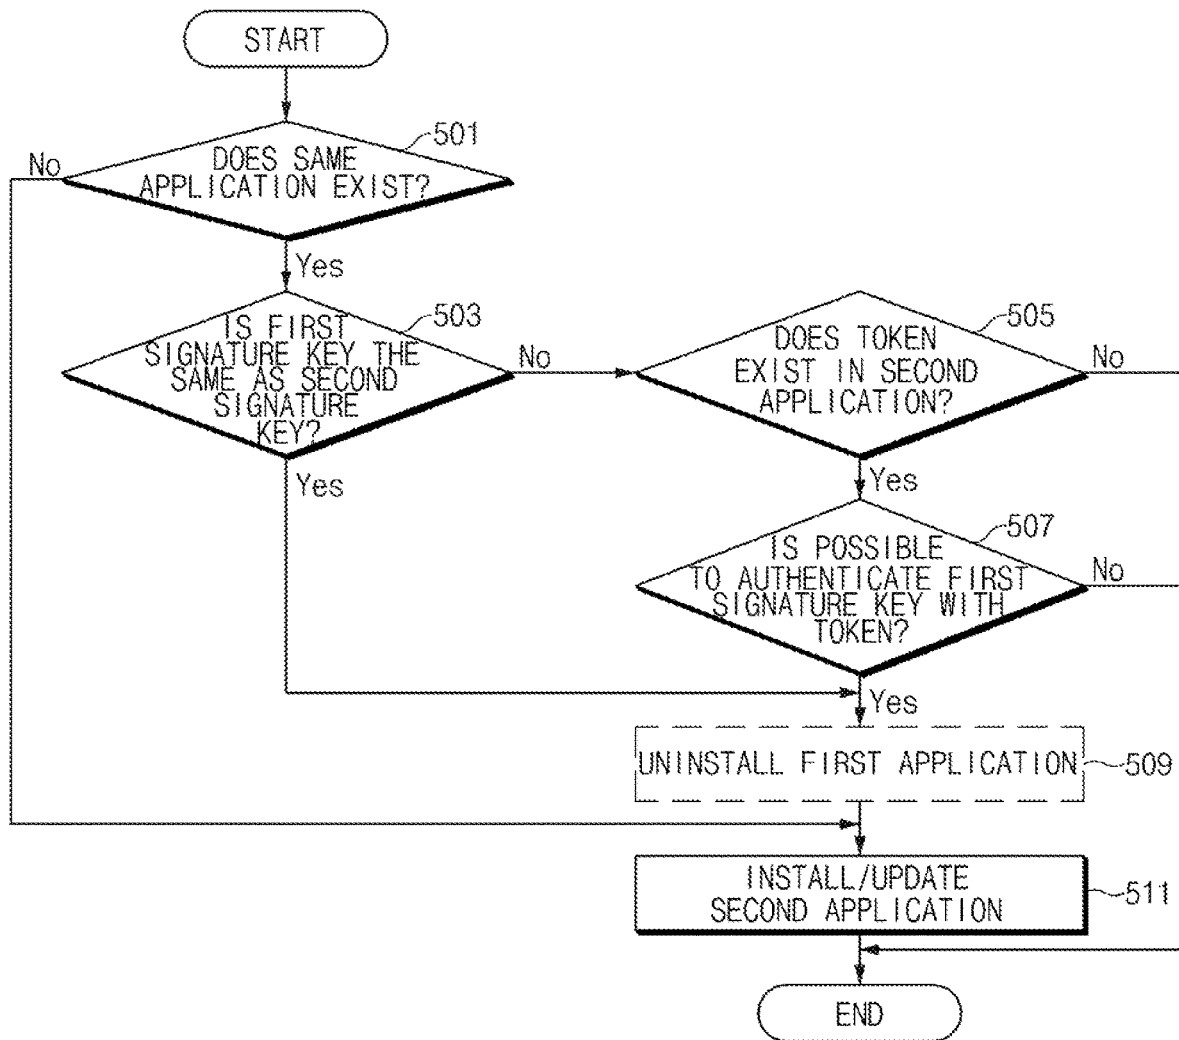 START
501
No
DOES SAME
APPLICATION EXIST?
Yes
503
IS FIRST
SIGNATURE KEY THE
SAME AS SECOND
SIGNATURE
KEY?
No
505
DOES TOKEN
EXIST IN SECOND
APPLICATION?
No
Yes
Yes
507
IS POSSIBLE
TO AUTHENTICATE FIRST
SIGNATURE KEY WITH
TOKEN?
No
Yes
UNINSTALL FIRST APPLICATION
509
INSTALL/UPDATE
SECOND APPLICATION
511
END